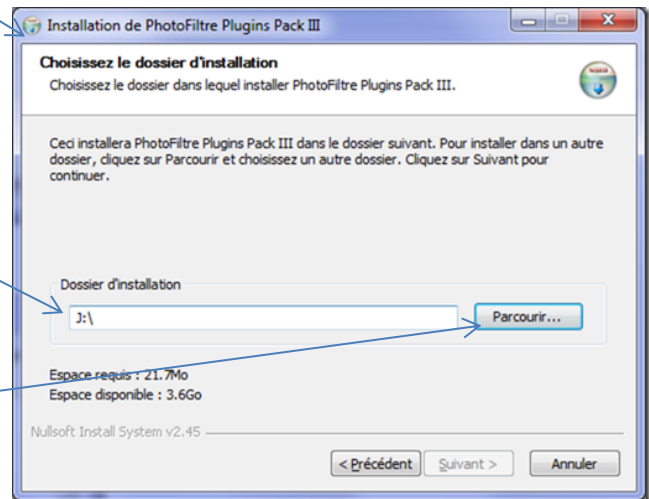 Installation de PhotoFiltre Plugins Pack III
Choisissez le dossier d'installation
Choisissez le dossier dans lequel installer PhotoFiltre Plugins Pack III.
Ceci installera PhotoFiltre Plugins Pack III dans le dossier suivant. Pour installer dans un autre
dossier, cliquez sur Parcourir et choisissez un autre dossier. Cliquez sur Suivant pour
continuer.
Dossier d'installation
J:\
Parcourir...
Espace requis : 21.7Mo
Espace disponible : 3.6Go
Nullsoft Install System v2.45
< Précédent
Suivant >
Annuler